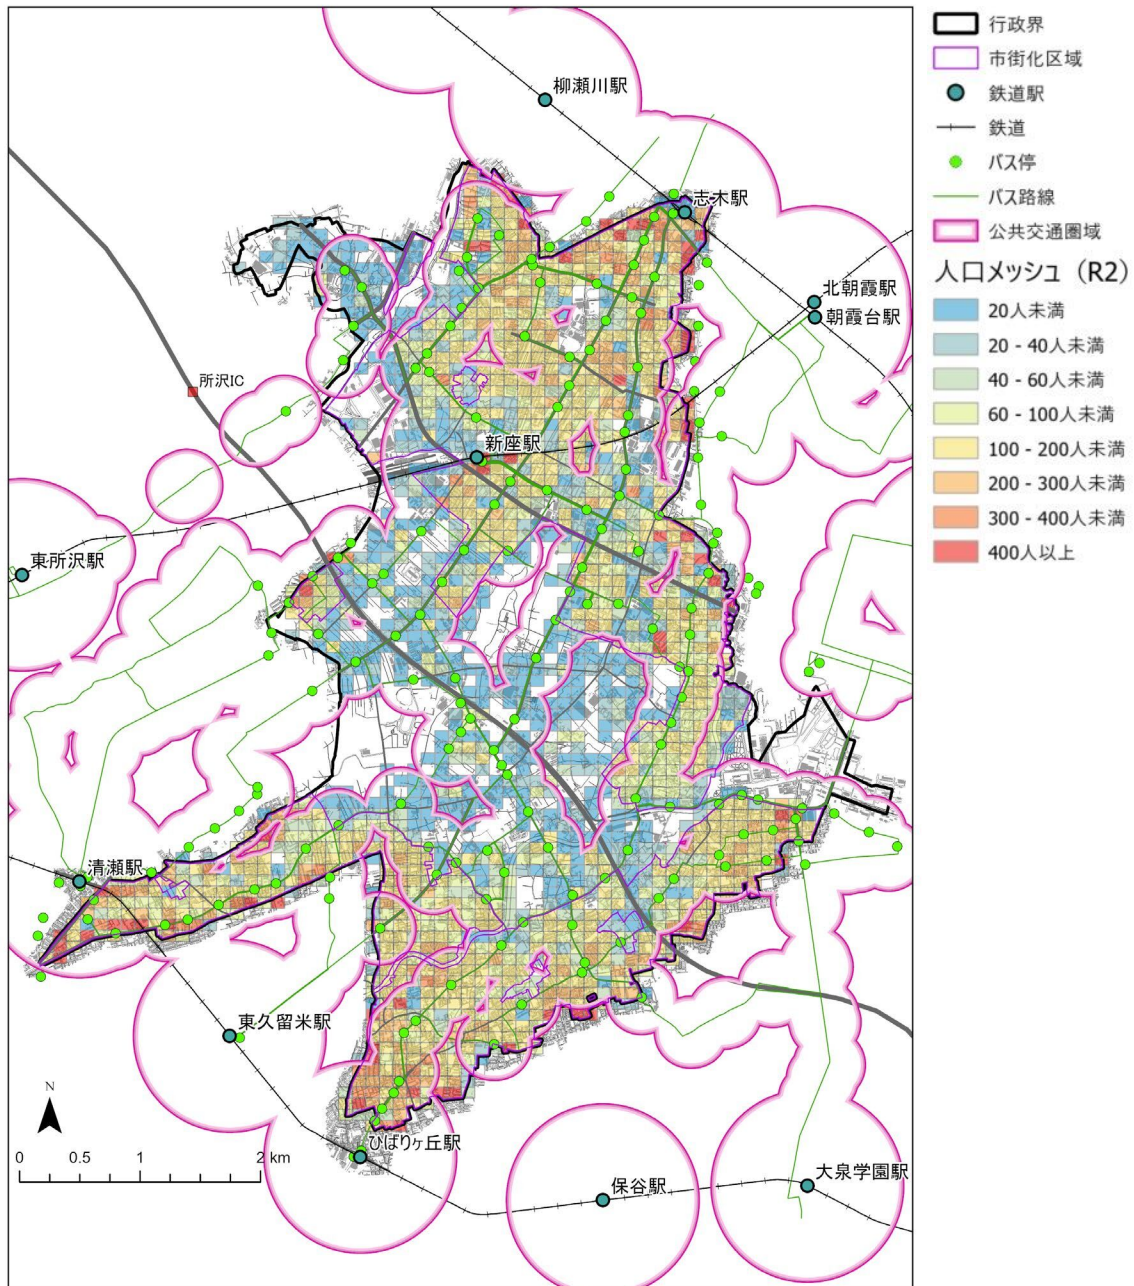 行政界
市街化区域
鉄道駅
鉄道
バス停
バス路線
公共交通圏域
人口メッシュ（R2）
20人未満
20 - 40人未満
40 - 60人未満
60 - 100人未満
100 - 200人未満
200 - 300人未満
300 - 400人未満
400人以上
柳瀬川駅
志木駅
北朝霞駅
朝霞台駅
所沢IC
新座駅
東所沢駅
清瀬駅
東久留米駅
ひばりヶ丘駅
保谷駅
大泉学園駅
N
0 0.5 1 2 km